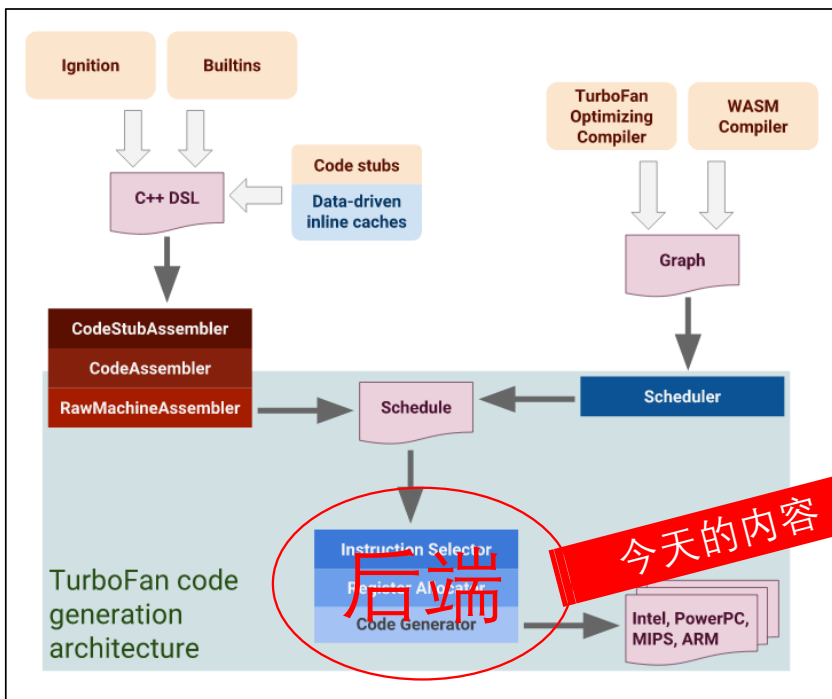 Ignition
Builtins
TurboFan
Optimizing
Compiler
WASM
Compiler
Code stubs
Data-driven
inline caches
C++ DSL
Graph
CodeStubAssembler
CodeAssembler
RawMachineAssembler
Schedule
Scheduler
Instruction Selector
Register Allocator
Code Generator
后端
今天的内容
TurboFan code
generation
architecture
Intel, PowerPC,
MIPS, ARM